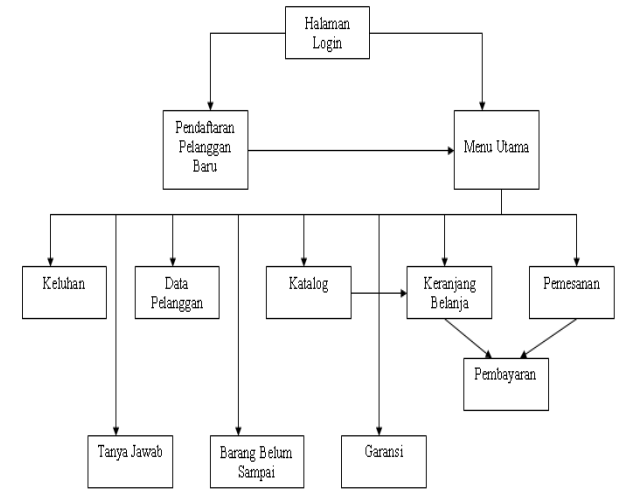 Halaman
Login
Pendaftaran
Pelanggan
Baru
Menu Utama
Keluhan
Data
Pelanggan
Katalog
Keranjang
Belanja
Pemesanan
Pembayaran
Tanya Jawab
Barang Belum
Sampai
Garansi